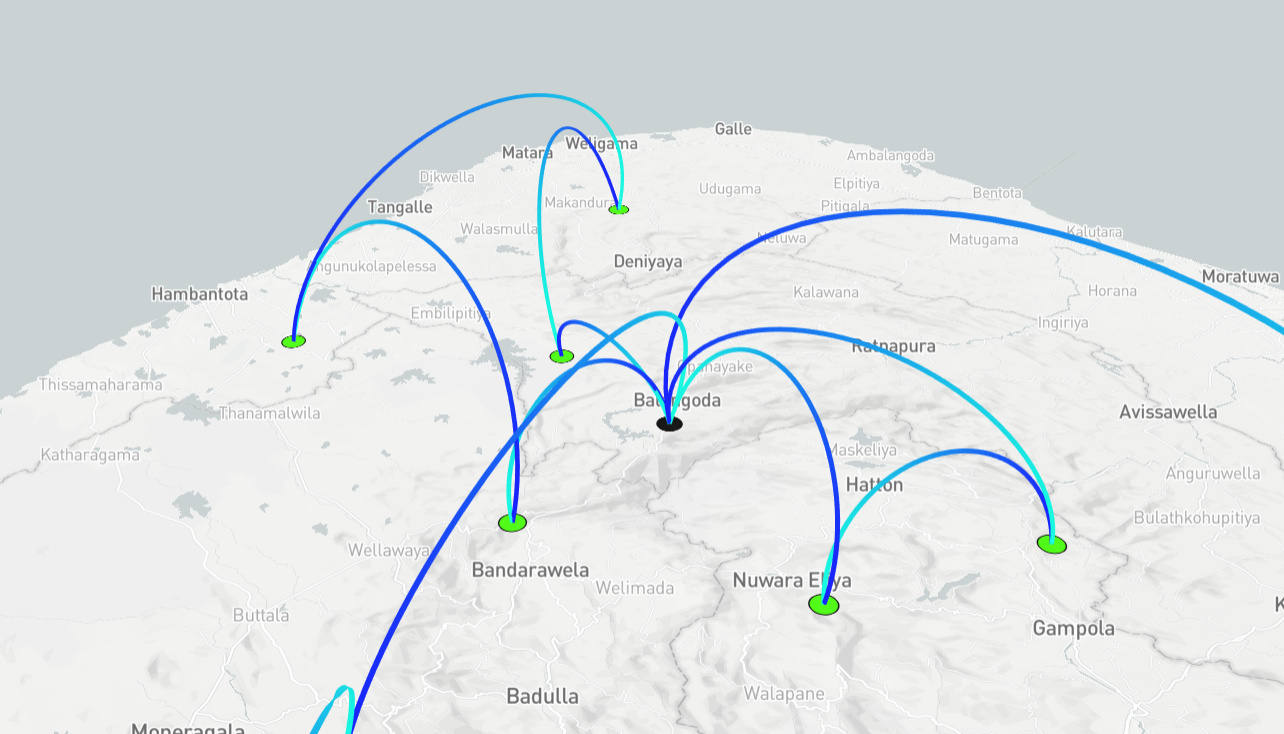 Galle
Weligama
Matara
Ambalangoda
Dikwella
Elpitiya
Udugama
Bentota
Makandura
Pitigala
Tangalle
Walasmulla
Kalutara
Neluwa
Matugama
Deniyaya
Angunukolapelessa
Moratuwa
Horana
Kalawana
Hambantota
Embilipitiya
Ingiriya
Ratnapura
Opanayake
Thissamaharama
Balangoda
Thanamalwila
Avissawella
Maskeliya
Katharagama
Anguruwella
Hatton
Bulathkohupitiya
Wellawaya
Bandarawela
Nuwara Eliya
Welimada
Buttala
Gampola
Walapane
Badulla
Moneragala